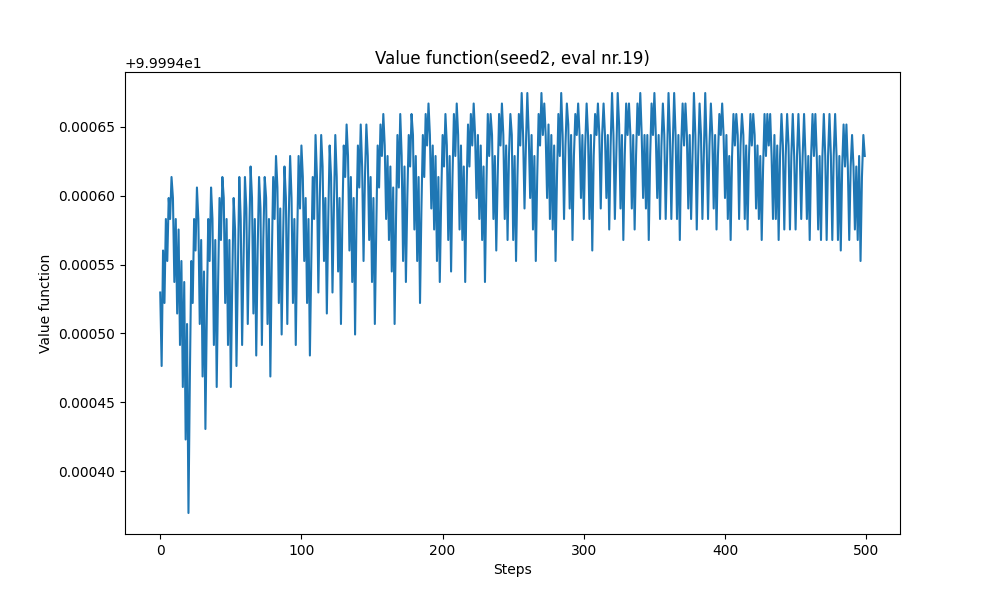 Value function(seed2, eval nr.19)
+9.9994e1
0.00065
0.00060
0.00055
0.00050
0.00045
0.00040
Value function
0 100 200 300 400 500
Steps